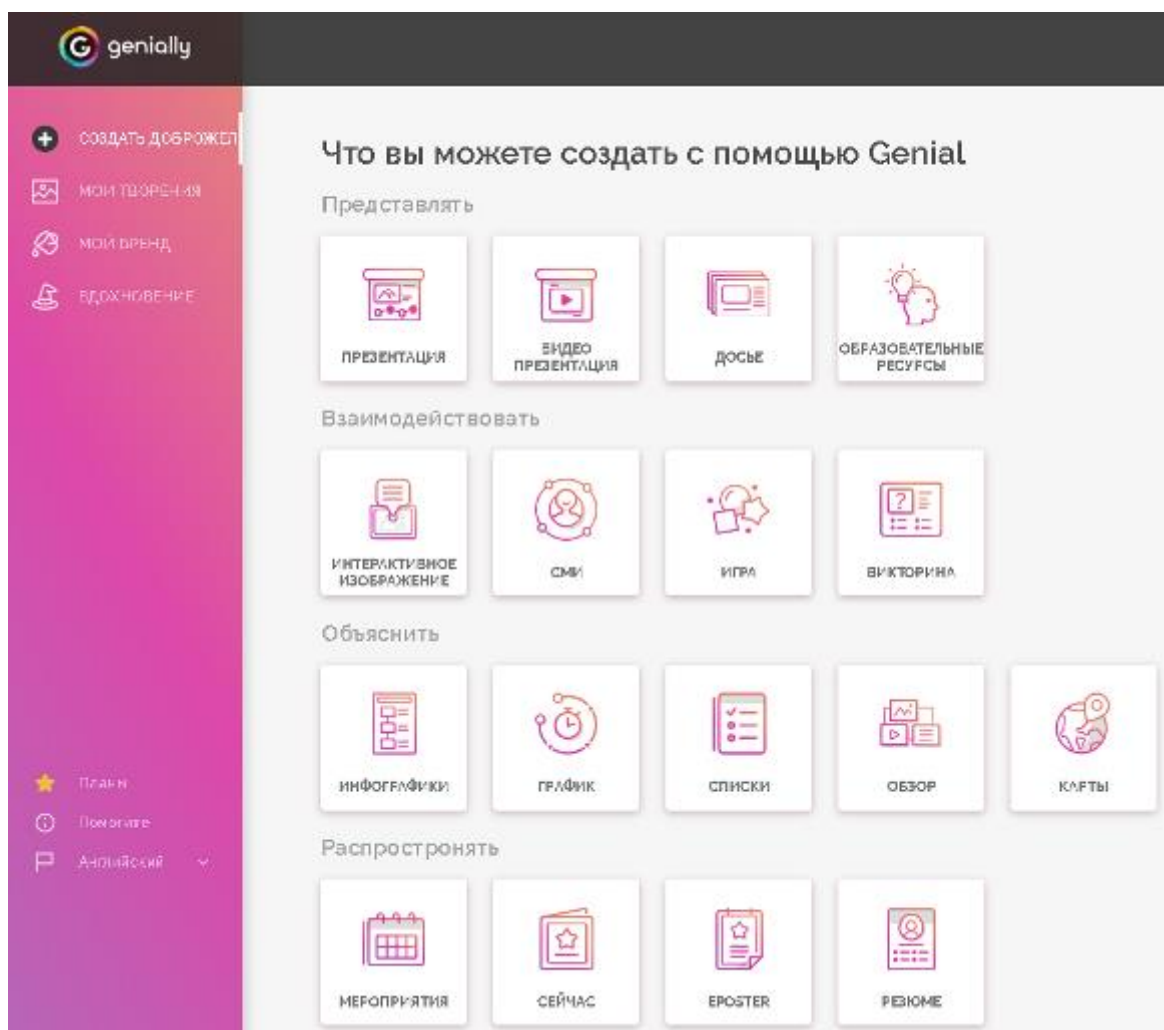 genially
СОЗДАТЬ ДОБРОЖЕЛ
МОИ ТВОРЕНИЯ
МОЙ БРЕНД
ВДОХНОВЕНИЕ
Планы
Помогите
Английский
Что вы можете создать с помощью Genial
Представлять
ПРЕЗЕНТАЦИЯ
ВИДЕО
ПРЕЗЕНТАЦИЯ
ДОСЬЕ
ОБРАЗОВАТЕЛЬНЫЕ
РЕСУРСЫ
Взаимодействовать
ИНТЕРАКТИВНОЕ
ИЗОБРАЖЕНИЕ
СМИ
ИГРА
ВИКТОРИНА
Объяснить
ИНФОГРАФИКИ
ГРАФИК
СПИСКИ
ОБЗОР
КАРТЫ
Распростронять
МЕРОПРИЯТИЯ
СЕЙЧАС
EPOSTER
РЕЗЮМЕ